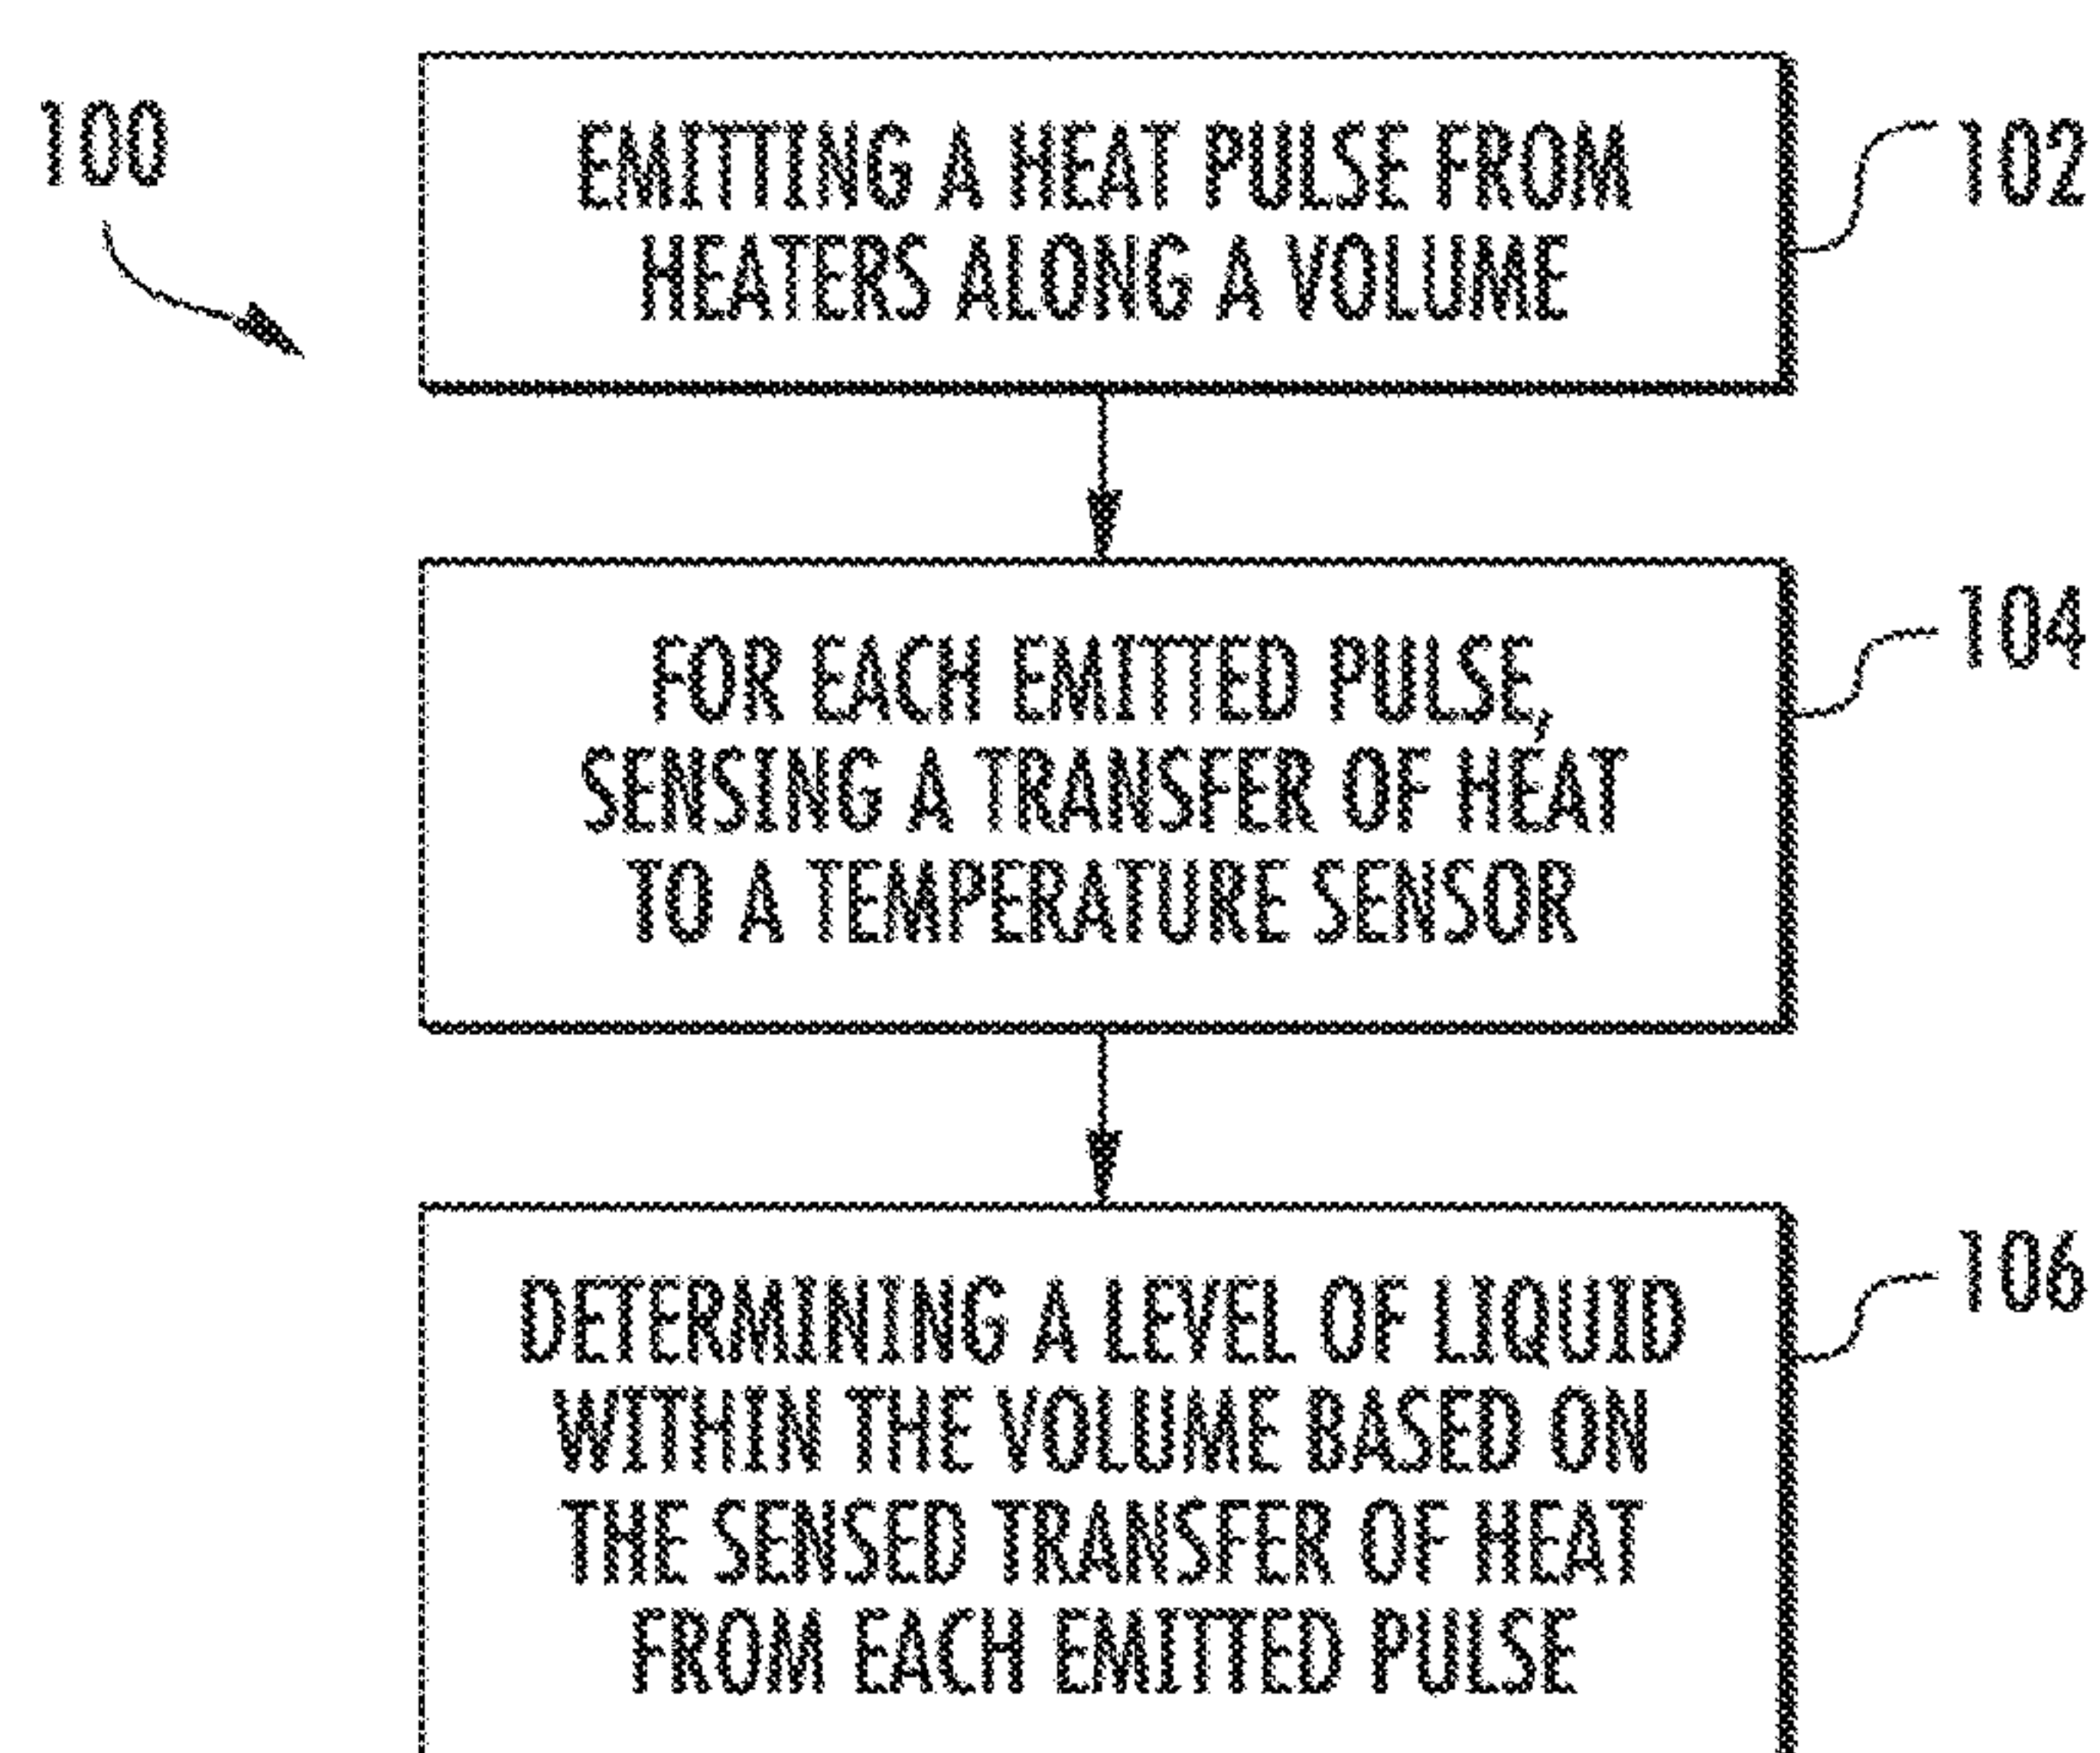 100
EMITTING A HEAT PULSE FROM
HEATERS ALONG A VOLUME
102
FOR EACH EMITTED PULSE,
SENSING A TRANSFER OF HEAT
TO A TEMPERATURE SENSOR
104
DETERMINING A LEVEL OF LIQUID
WITHIN THE VOLUME BASED ON
THE SENSED TRANSFER OF HEAT
FROM EACH EMITTED PULSE
106